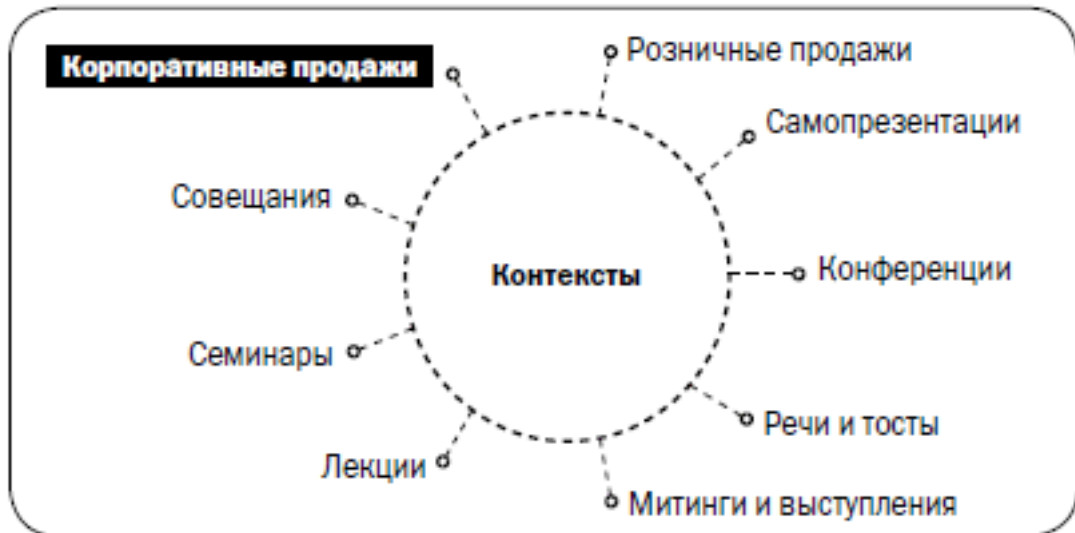 Корпоративные продажи
Розничные продажи
Самопрезентации
Совещания
Контексты
Конференции
Семинары
Речи и тосты
Лекции
Митинги и выступления